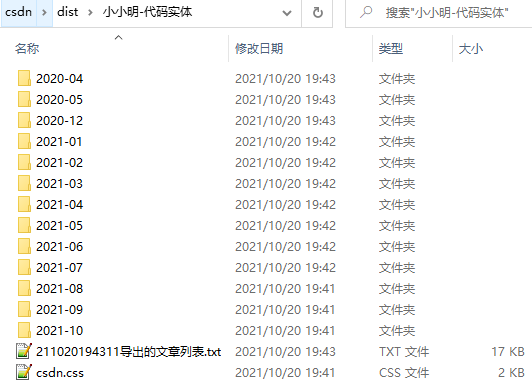 csdn › dist › 小小明-代码实体 搜索"小小明-代码实体"
名称 修改日期 类型 大小
2020-04 2021/10/20 19:43 文件夹
2020-05 2021/10/20 19:43 文件夹
2020-12 2021/10/20 19:43 文件夹
2021-01 2021/10/20 19:42 文件夹
2021-02 2021/10/20 19:42 文件夹
2021-03 2021/10/20 19:42 文件夹
2021-04 2021/10/20 19:42 文件夹
2021-05 2021/10/20 19:42 文件夹
2021-06 2021/10/20 19:42 文件夹
2021-07 2021/10/20 19:42 文件夹
2021-08 2021/10/20 19:41 文件夹
2021-09 2021/10/20 19:41 文件夹
2021-10 2021/10/20 19:41 文件夹
211020194311导出的文章列表.txt 2021/10/20 19:43 TXT 文件 17 KB
csdn.css 2021/10/20 19:41 CSS 文件 2 KB